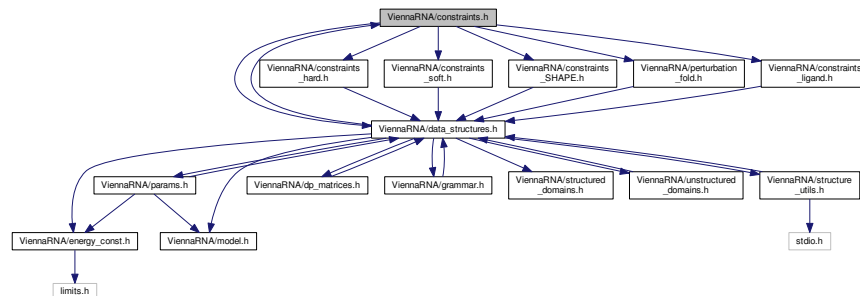 ViennaRNA/constraints.h
ViennaRNA/constraints
_hard.h
ViennaRNA/constraints
_soft.h
ViennaRNA/constraints
_SHAPE.h
ViennaRNA/perturbation
_fold.h
ViennaRNA/constraints
_ligand.h
ViennaRNA/data_structures.h
ViennaRNA/params.h
ViennaRNA/dp_matrices.h
ViennaRNA/grammar.h
ViennaRNA/structured
_domains.h
ViennaRNA/unstructured
_domains.h
ViennaRNA/structure
_utils.h
ViennaRNA/energy_const.h
ViennaRNA/model.h
stdio.h
limits.h